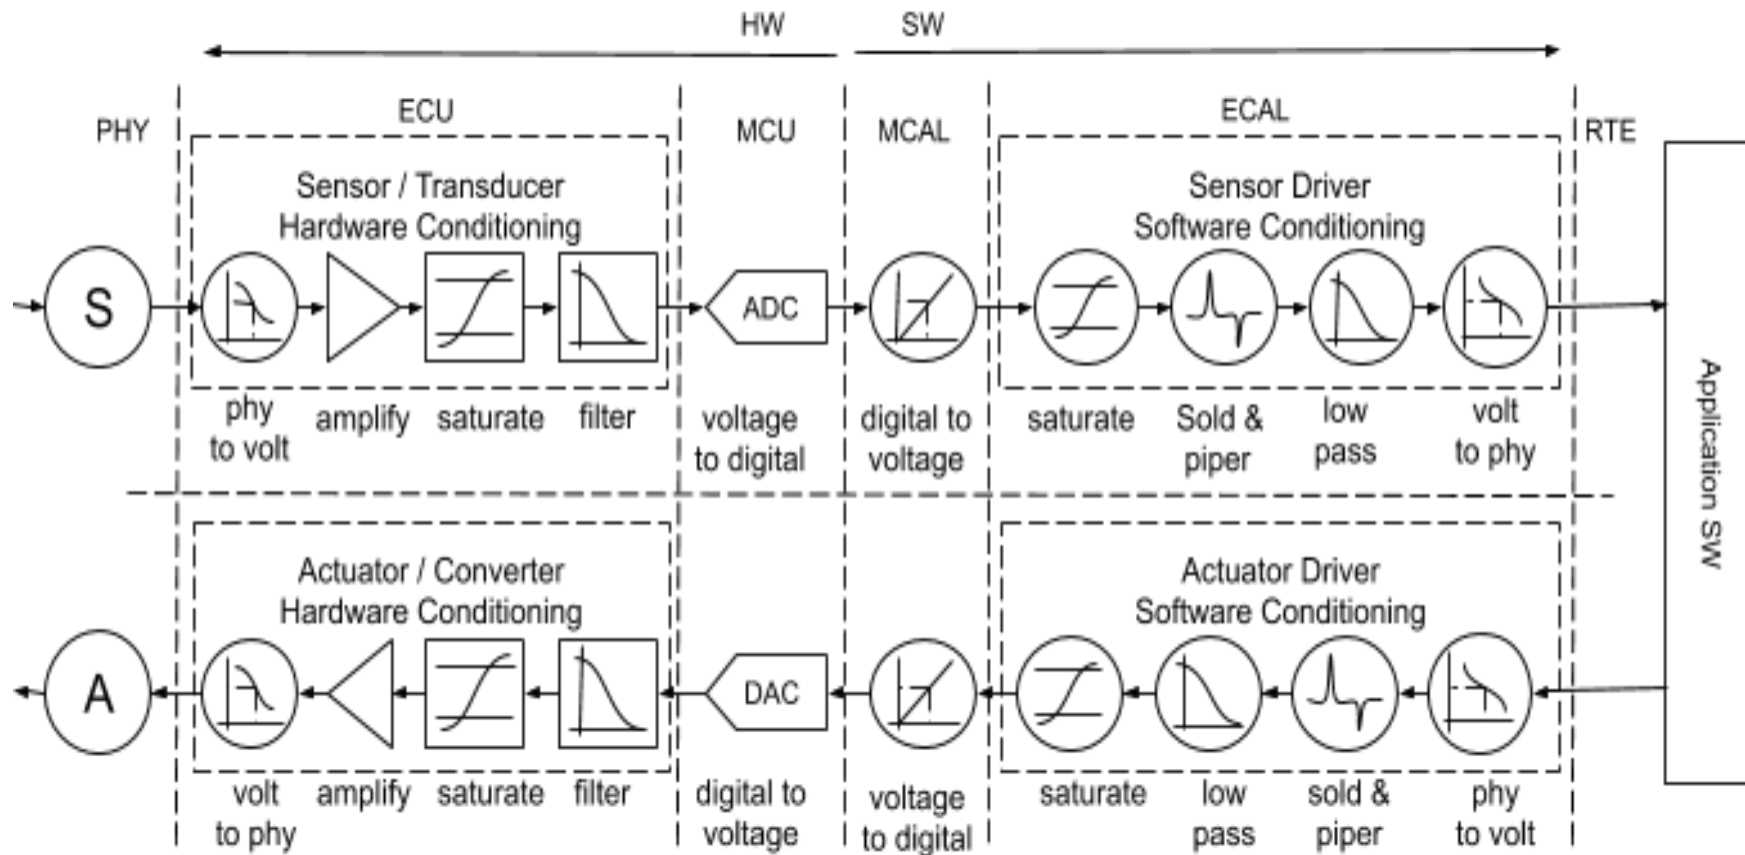 HW SW
PHY ECU MCU MCAL ECAL RTE
Sensor / Transducer
Hardware Conditioning
Sensor Driver
Software Conditioning
S
ADC
phy
to volt
amplify
saturate
filter
voltage
to digital
digital to
voltage
saturate
Sold &
piper
low
pass
volt
to phy
Application SW
Actuator / Converter
Hardware Conditioning
Actuator Driver
Software Conditioning
A
DAC
volt
to phy
amplify
saturate
filter
digital to
voltage
voltage
to digital
saturate
low
pass
sold &
piper
phy
to volt